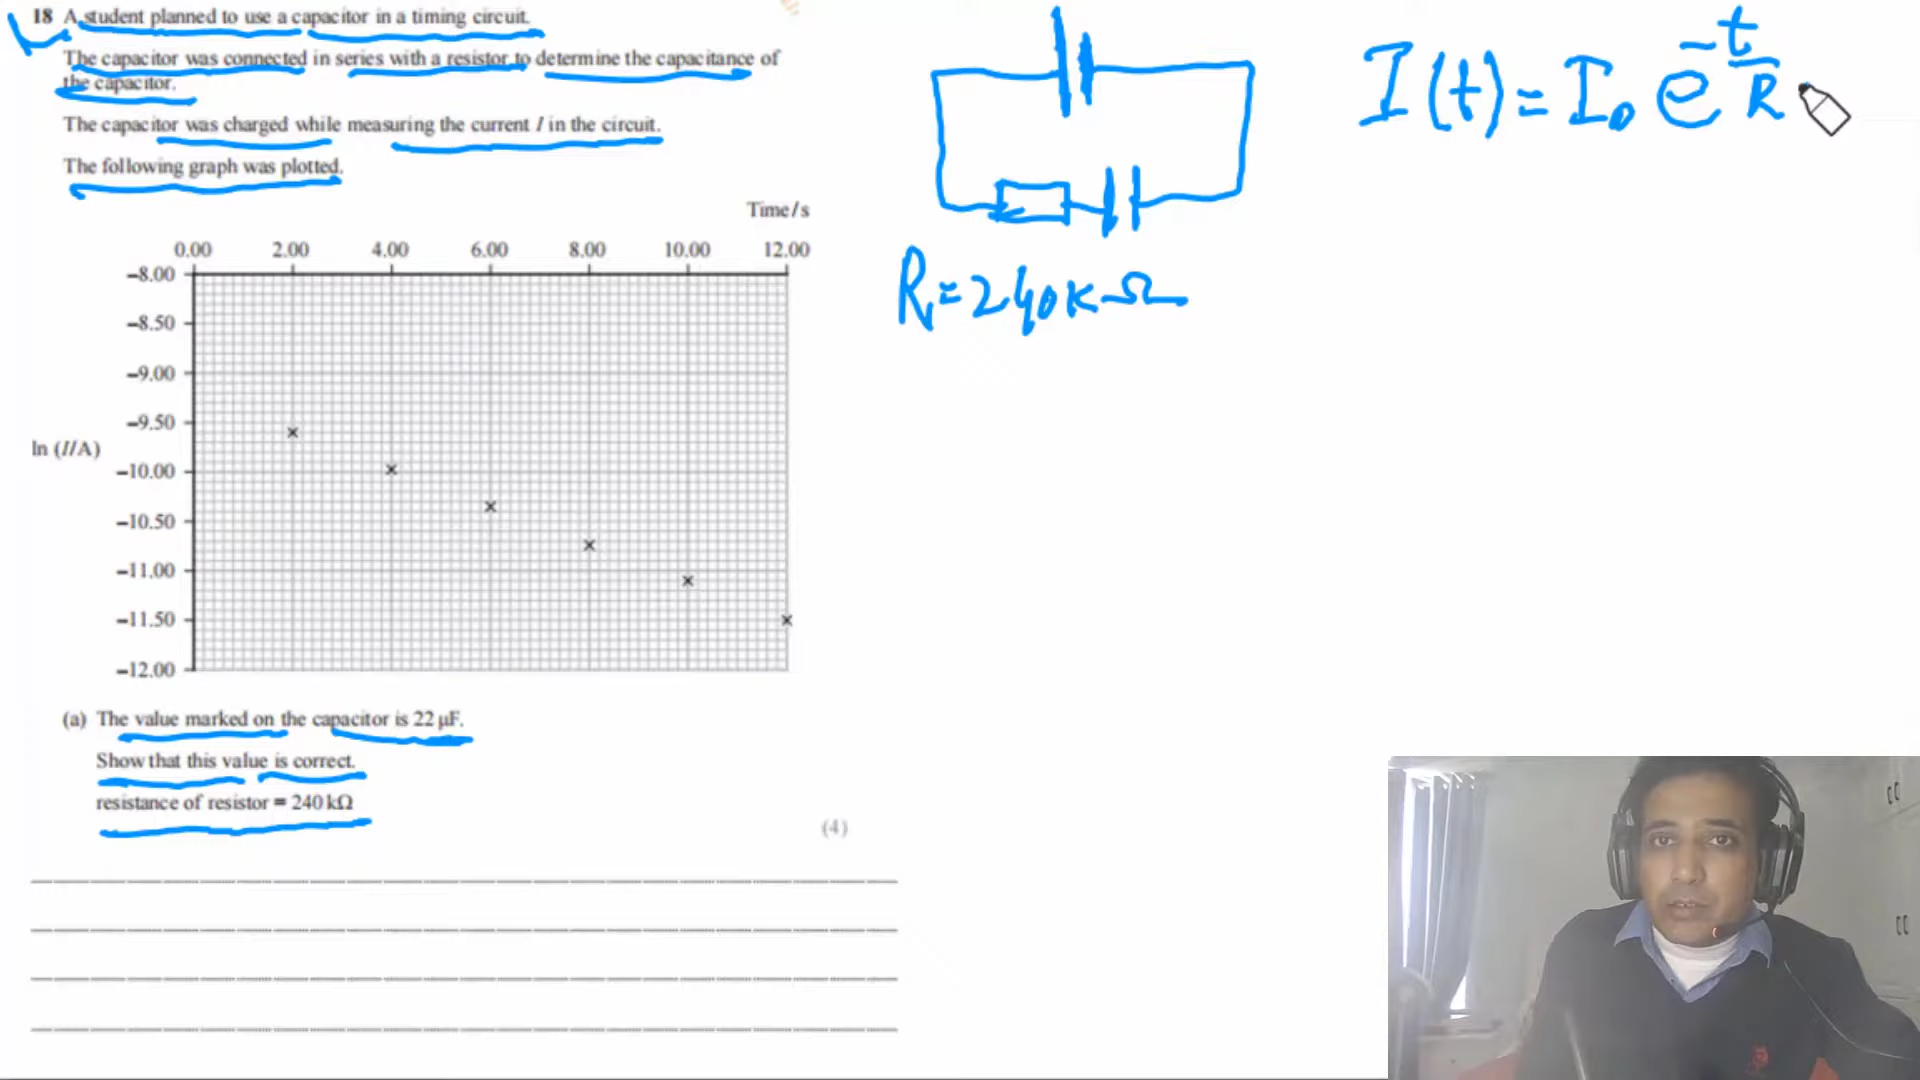 18 A student planned to use a capacitor in a timing circuit.
The capacitor was connected in series with a resistor to determine the capacitance of
the capacitor.
The capacitor was charged while measuring the current I in the circuit.
The following graph was plotted.
Time/s
0.00 2.00 4.00 6.00 8.00 10.00 12.00
–8.00
–8.50
–9.00
–9.50
ln (I/A)
–10.00
–10.50
–11.00
–11.50
–12.00
(a) The value marked on the capacitor is 22 µF.
Show that this value is correct.
resistance of resistor = 240 kΩ
(4)
R = 240 K Ω
I(t) = I₀ e^-t/R